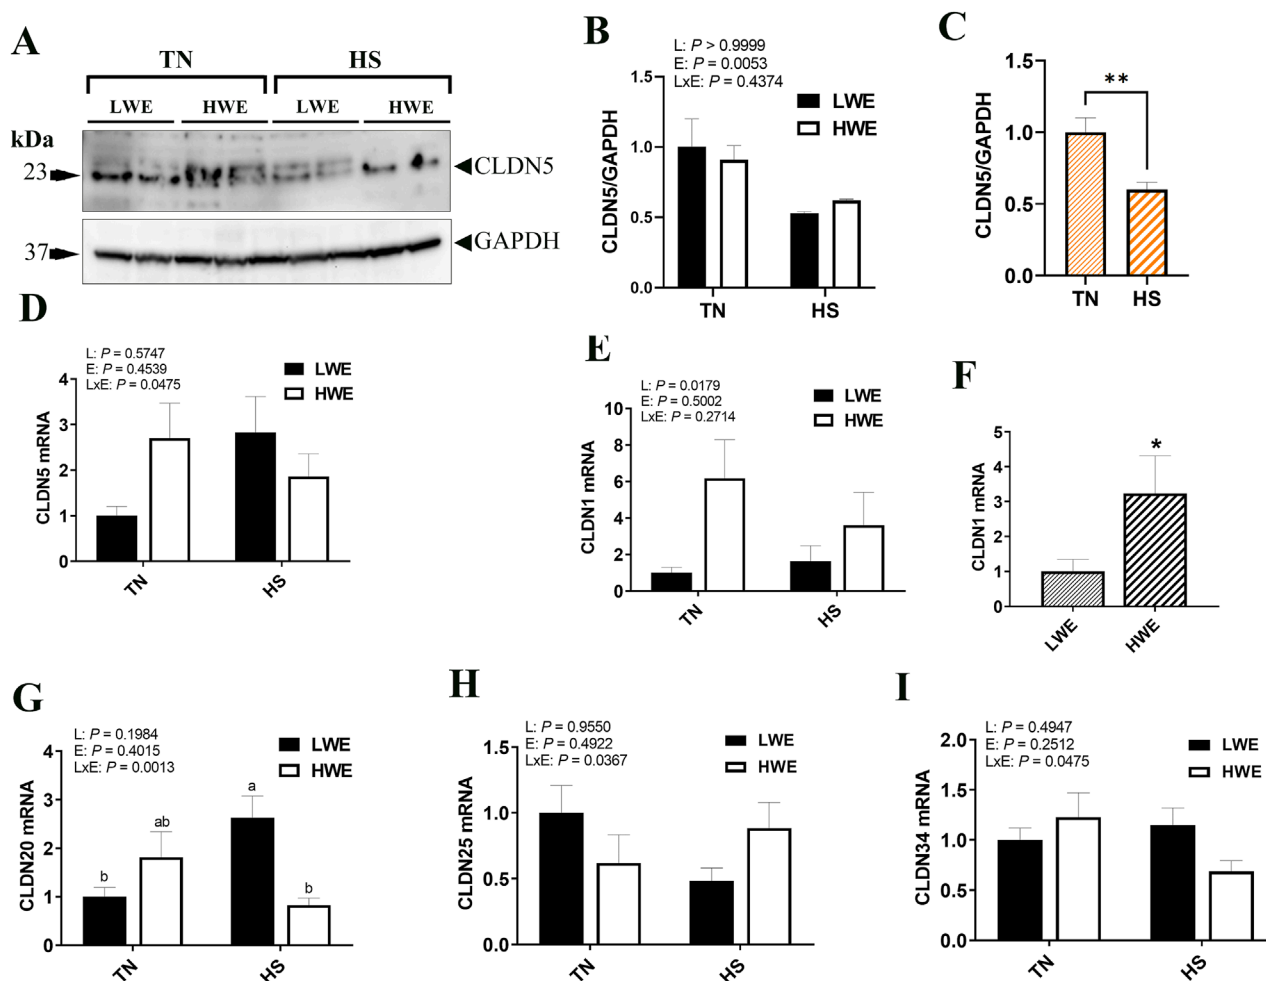 A
TN HS
LWE HWE LWE HWE
kDa
23
CLDN5
37
GAPDH
B
L: P > 0.9999
E: P = 0.0053
LxE: P = 0.4374
LWE
HWE
CLDN5/GAPDH
1.5
1.0
0.5
0.0
TN HS
C
CLDN5/GAPDH
1.5
1.0
0.5
0.0
**
TN HS
D
L: P = 0.5747
E: P = 0.4539
LxE: P = 0.0475
LWE
HWE
CLDN5 mRNA
4
3
2
1
0
TN HS
E
L: P = 0.0179
E: P = 0.5002
LxE: P = 0.2714
LWE
HWE
CLDN1 mRNA
10
8
6
4
2
0
TN HS
F
CLDN1 mRNA
5
4
3
2
1
0
*
LWE HWE
G
L: P = 0.1984
E: P = 0.4015
LxE: P = 0.0013
LWE
HWE
CLDN20 mRNA
4
3
2
1
0
b ab a b
TN HS
H
L: P = 0.9550
E: P = 0.4922
LxE: P = 0.0367
LWE
HWE
CLDN25 mRNA
1.5
1.0
0.5
0.0
TN HS
I
L: P = 0.4947
E: P = 0.2512
LxE: P = 0.0475
LWE
HWE
CLDN34 mRNA
2.0
1.5
1.0
0.5
0.0
TN HS